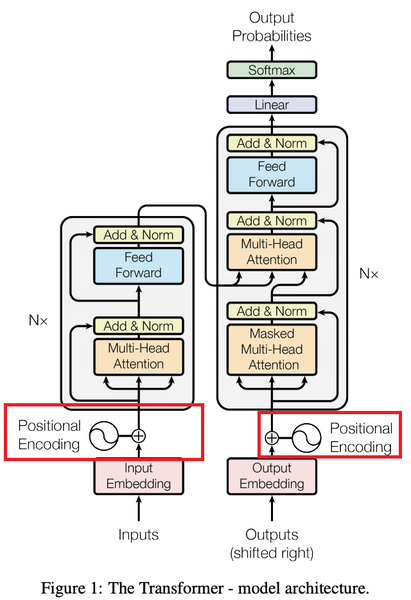 Output
Probabilities
Softmax
Linear
Add & Norm
Feed
Forward
Add & Norm
Multi-Head
Attention
Add & Norm
Masked
Multi-Head
Attention
N×
Positional
Encoding
Output
Embedding
Outputs
(shifted right)
Add & Norm
Feed
Forward
Add & Norm
Multi-Head
Attention
N×
Positional
Encoding
Input
Embedding
Inputs
Figure 1: The Transformer - model architecture.